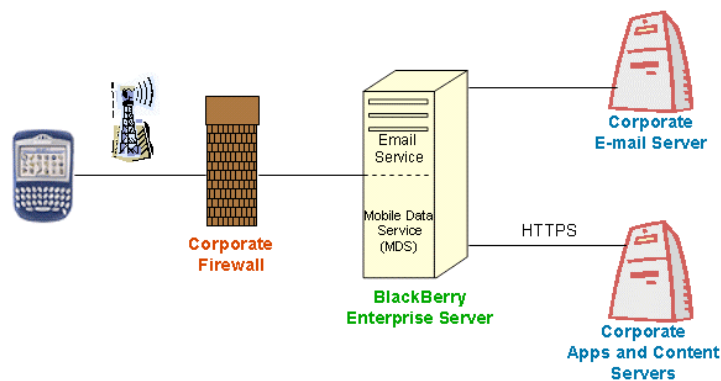 Corporate
E-mail Server
Email
Service
Mobile Data
Service
(MDS)
HTTPS
Corporate
Firewall
BlackBerry
Enterprise Server
Corporate
Apps and Content
Servers